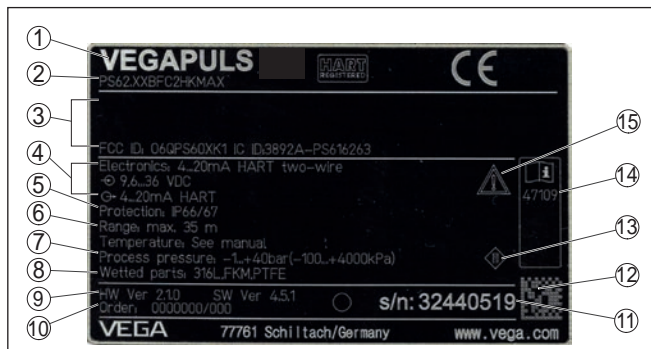 1
2
3
4
5
6
7
8
9
10
VEGAPULS
HART
REGISTERED
CE
PS62.XXBFC2HKMAX
FCC ID: 06QPS60XK1 IC ID:3892A-PS616263
Electronics: 4...20mA HART two-wire
9,6...36 VDC
4...20mA HART
Protection: IP66/67
Range: max. 35 m
Temperature: See manual
Process pressure: -1...+40bar(-100...+4000kPa)
Wetted parts: 316L,FKM,PTFE
HW Ver 2.1.0 SW Ver 4.5.1
Order: 0000000/000
s/n: 32440519
VEGA 77761 Schiltach/Germany www.vega.com
i
47109
15
14
13
12
11